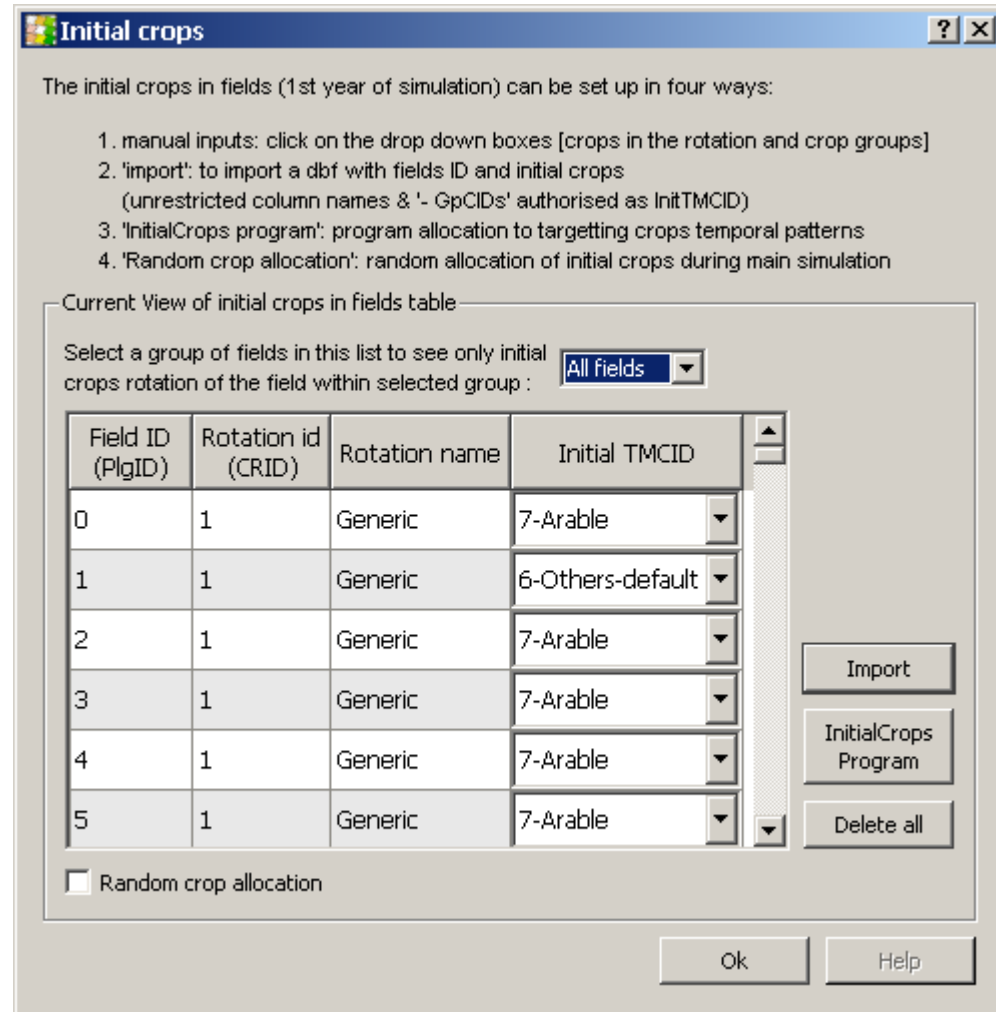 Initial crops
The initial crops in fields (1st year of simulation) can be set up in four ways:
1. manual inputs: click on the drop down boxes [crops in the rotation and crop groups]
2. 'import': to import a dbf with fields ID and initial crops
(unrestricted column names & '- GpCIDs' authorised as InitTMCID)
3. 'InitialCrops program': program allocation to targetting crops temporal patterns
4. 'Random crop allocation': random allocation of initial crops during main simulation
Current View of initial crops in fields table
Select a group of fields in this list to see only initial
crops rotation of the field within selected group :
All fields
Field ID (PlgID) Rotation id (CRID) Rotation name Initial TMCID
0 1 Generic 7-Arable
1 1 Generic 6-Others-default
2 1 Generic 7-Arable
3 1 Generic 7-Arable
4 1 Generic 7-Arable
5 1 Generic 7-Arable
Import
InitialCrops
Program
Delete all
Random crop allocation
Ok Help